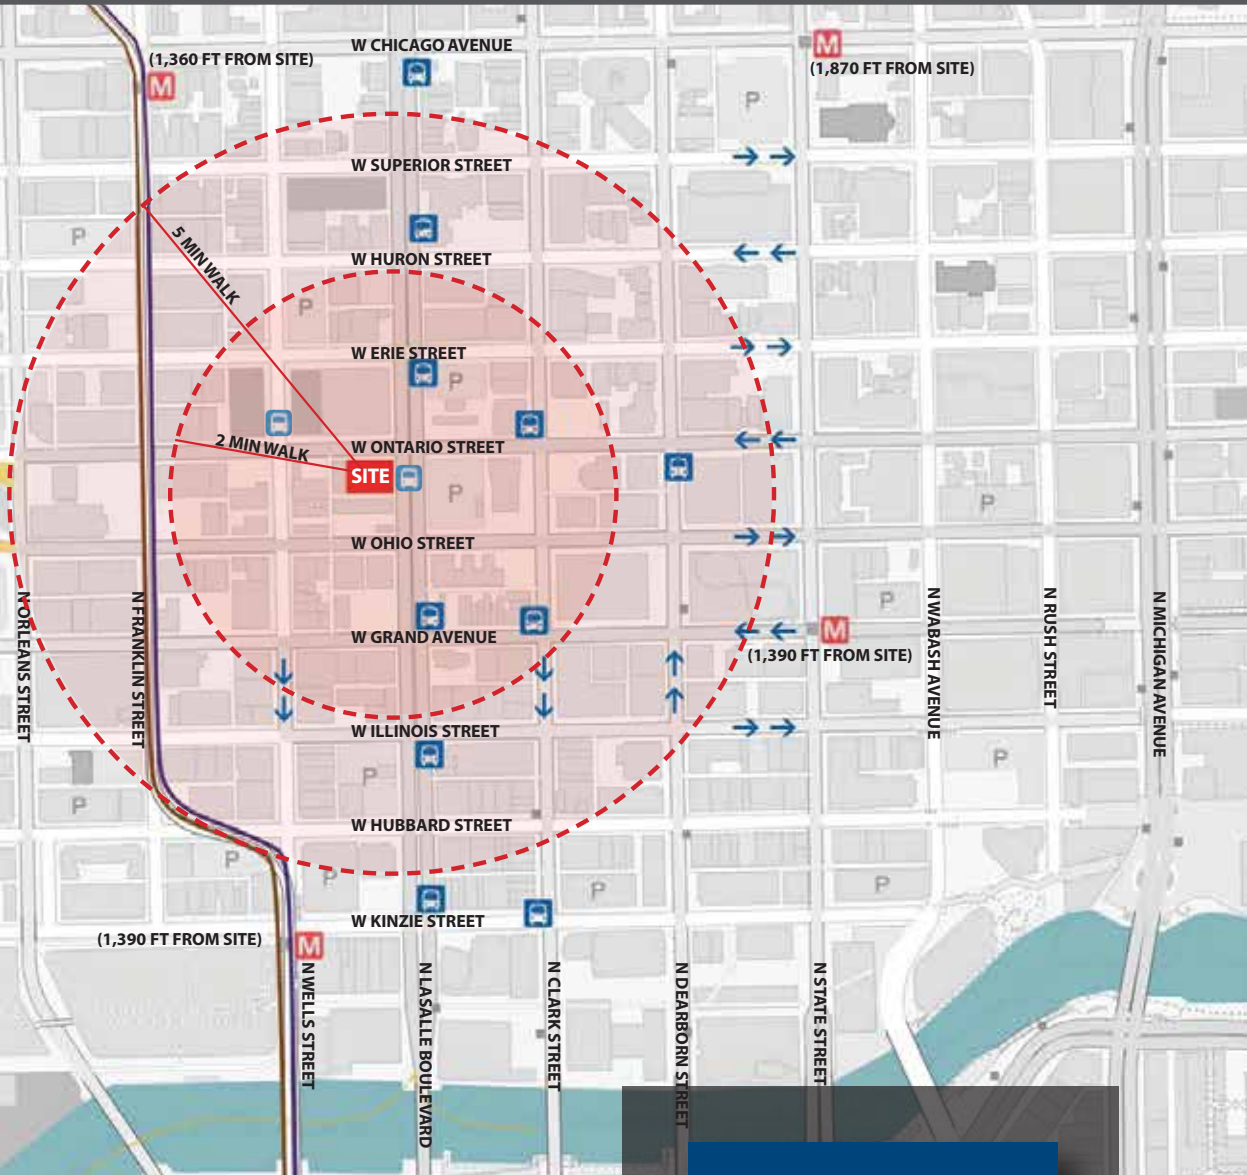 W CHICAGO AVENUE
(1,360 FT FROM SITE)
M
M
(1,870 FT FROM SITE)
P
W SUPERIOR STREET
P
5 MIN WALK
W HURON STREET
P
W ERIE STREET
P
2 MIN WALK
W ONTARIO STREET
SITE
P
P
W OHIO STREET
N ORLEANS STREET
N FRANKLIN STREET
P
N WABASH AVENUE
N RUSH STREET
N MICHIGAN AVENUE
W GRAND AVENUE
M
(1,390 FT FROM SITE)
W ILLINOIS STREET
P
P
P
W HUBBARD STREET
P
P
P
P
W KINZIE STREET
(1,390 FT FROM SITE)
M
N WELLS STREET
N LASALLE BOULEVARD
N CLARK STREET
N DEARBORN STREET
N STATE STREET